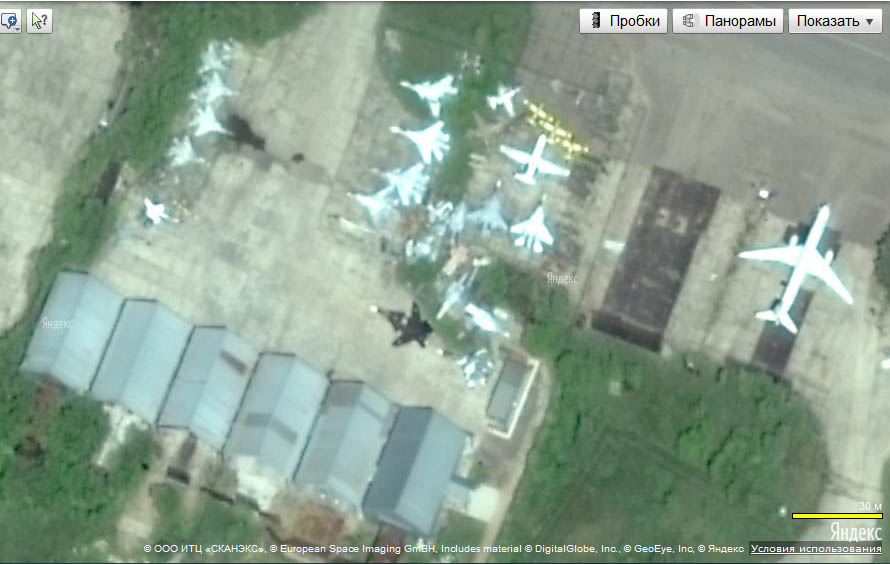 Пробки
Панорамы
Показать
Яндекс
Яндекс
30 м
Яндекс
© ООО ИТЦ «СКАНЭКС», © European Space Imaging GmBH, Includes material © DigitalGlobe, Inc., © GeoEye, Inc, © Яндекс Условия использования